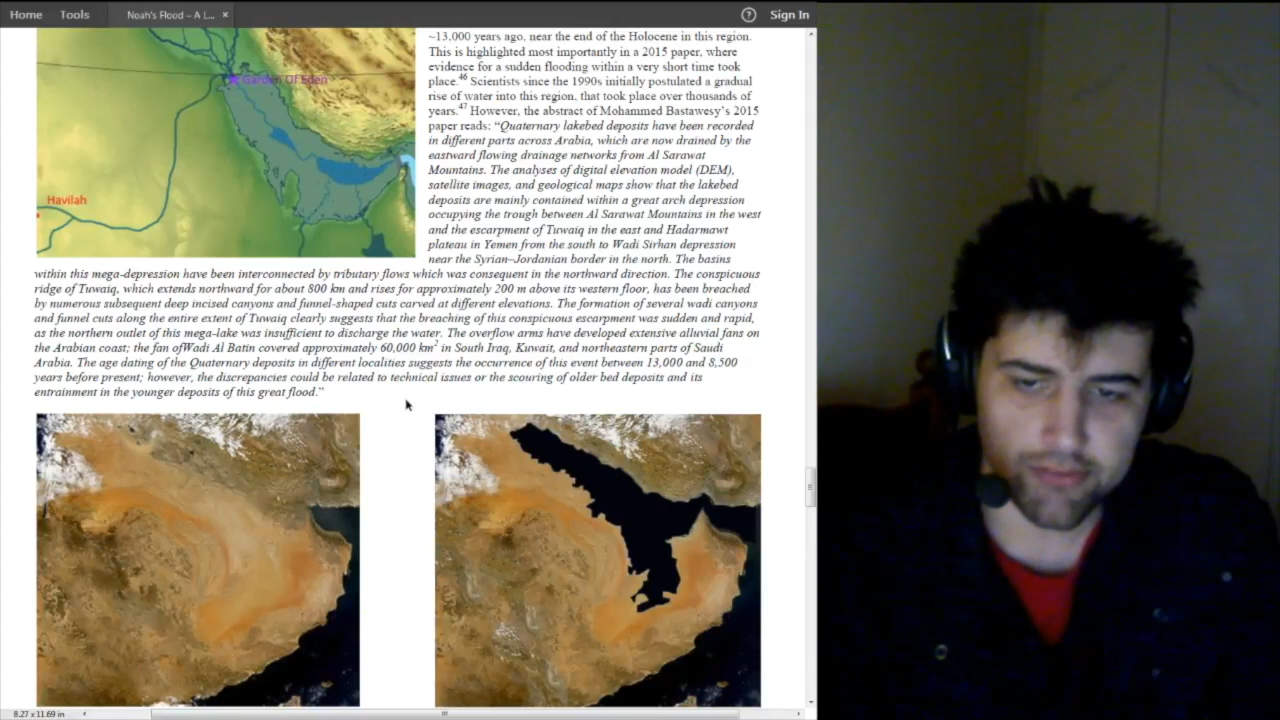 Home Tools Noah's Flood – A L... × ? Sign In
Garden Of Eden
Havilah
~13,000 years ago, near the end of the Holocene in this region.
This is highlighted most importantly in a 2015 paper, where
evidence for a sudden flooding within a very short time took
place.46 Scientists since the 1990s initially postulated a gradual
rise of water into this region, that took place over thousands of
years.47 However, the abstract of Mohammed Bastawesy's 2015
paper reads: “Quaternary lakebed deposits have been recorded
in different parts across Arabia, which are now drained by the
eastward flowing drainage networks from Al Sarawat
Mountains. The analyses of digital elevation model (DEM),
satellite images, and geological maps show that the lakebed
deposits are mainly contained within a great arch depression
occupying the trough between Al Sarawat Mountains in the west
and the escarpment of Tuwaiq in the east and Hadarmawt
plateau in Yemen from the south to Wadi Sirhan depression
near the Syrian–Jordanian border in the north. The basins
within this mega-depression have been interconnected by tributary flows which was consequent in the northward direction. The conspicuous
ridge of Tuwaiq, which extends northward for about 800 km and rises for approximately 200 m above its western floor, has been breached
by numerous subsequent deep incised canyons and funnel-shaped cuts carved at different elevations. The formation of several wadi canyons
and funnel cuts along the entire extent of Tuwaiq clearly suggests that the breaching of this conspicuous escarpment was sudden and rapid,
as the northern outlet of this mega-lake was insufficient to discharge the water. The overflow arms have developed extensive alluvial fans on
the Arabian coast; the fan ofWadi Al Batin covered approximately 60,000 km2 in South Iraq, Kuwait, and northeastern parts of Saudi
Arabia. The age dating of the Quaternary deposits in different localities suggests the occurrence of this event between 13,000 and 8,500
years before present; however, the discrepancies could be related to technical issues or the scouring of older bed deposits and its
entrainment in the younger deposits of this great flood.”
8.27 x 11.69 in